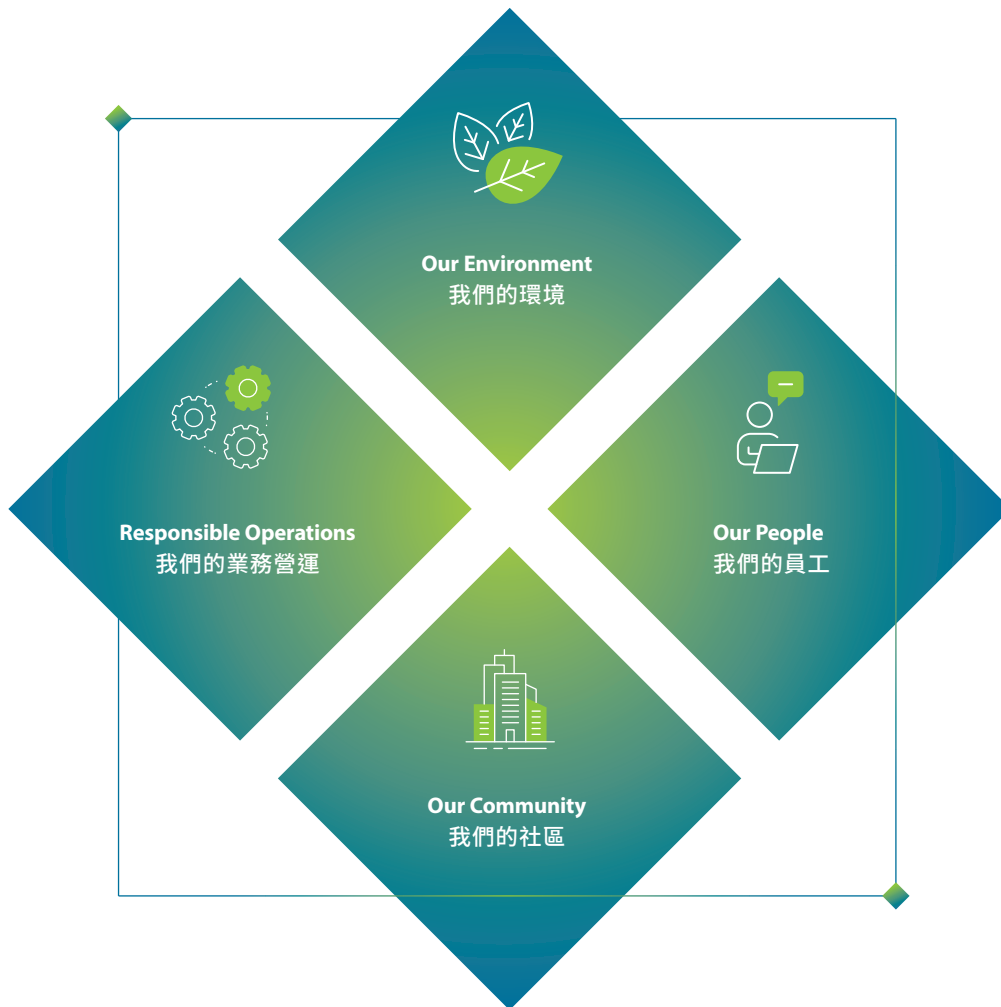 Our Environment
我們的環境
Responsible Operations
我們的業務營運
Our People
我們的員工
Our Community
我們的社區